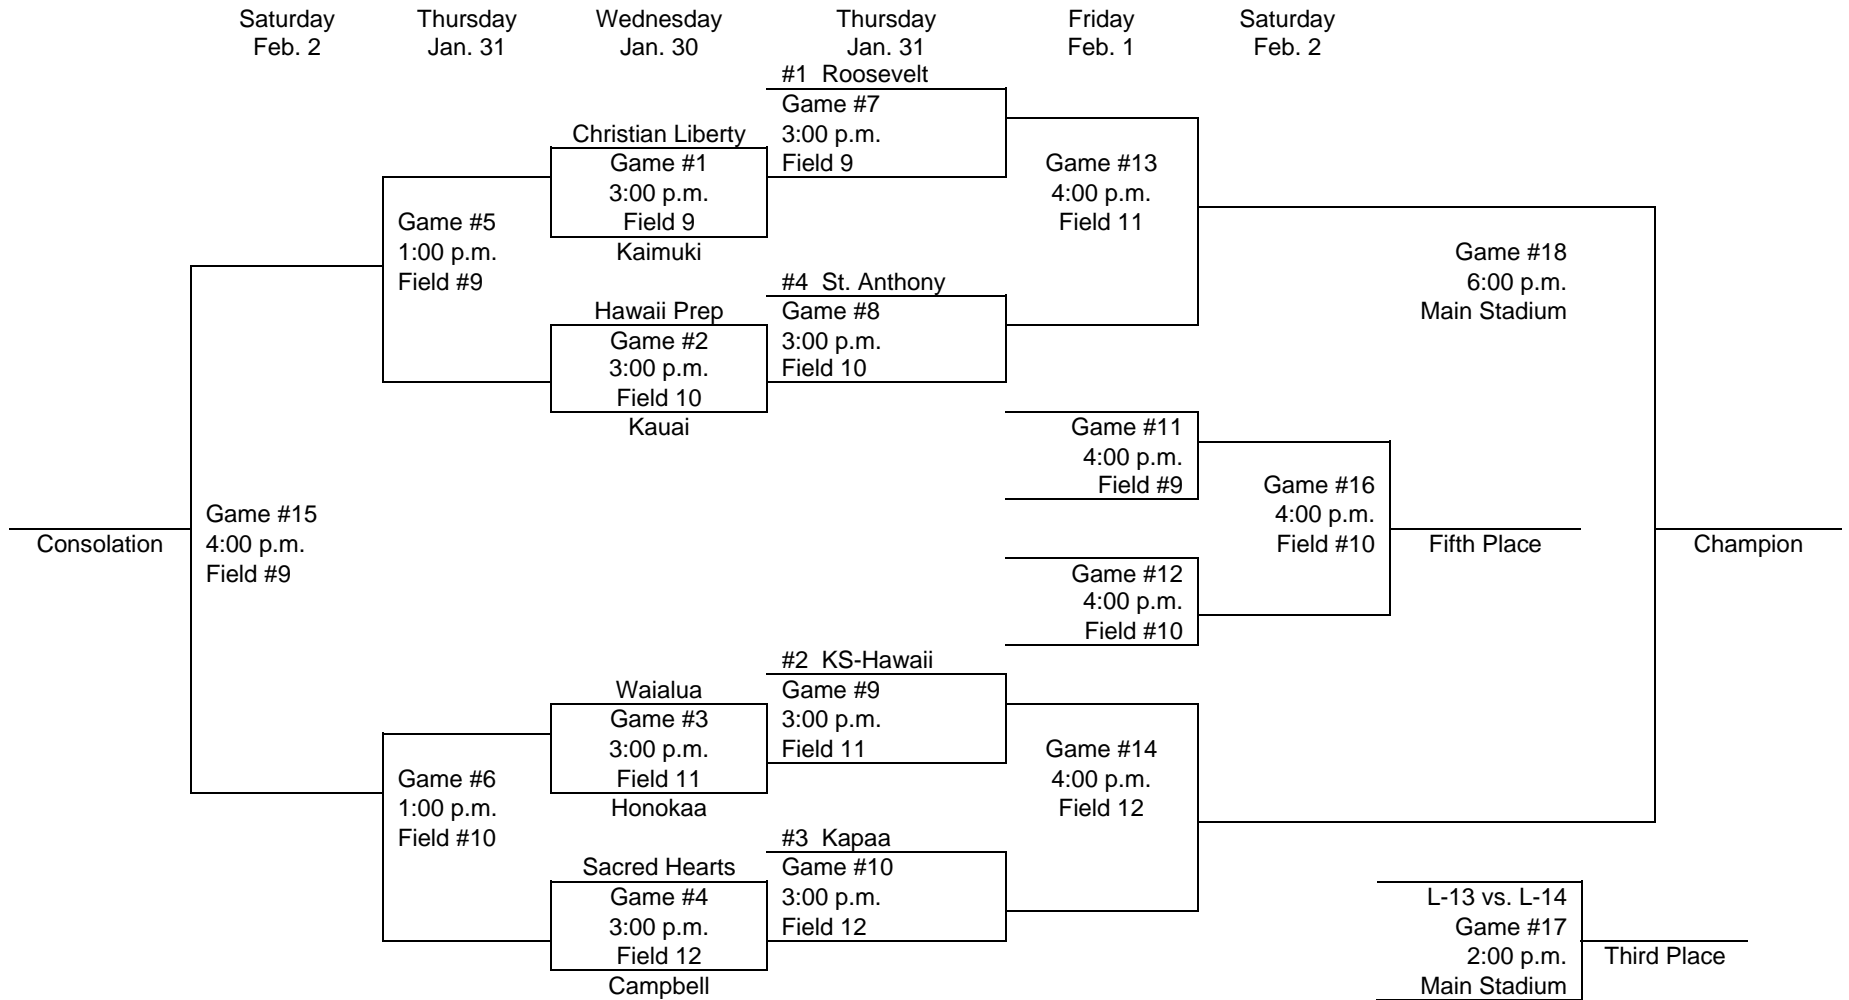 Saturday
Feb. 2
Thursday
Jan. 31
Wednesday
Jan. 30
Thursday
Jan. 31
Friday
Feb. 1
Saturday
Feb. 2
#1 Roosevelt
Game #7
3:00 p.m.
Field 9
Christian Liberty
Game #1
3:00 p.m.
Field 9
Kaimuki
Game #13
4:00 p.m.
Field 11
Game #5
1:00 p.m.
Field #9
Game #18
6:00 p.m.
Main Stadium
#4 St. Anthony
Game #8
3:00 p.m.
Field 10
Hawaii Prep
Game #2
3:00 p.m.
Field 10
Kauai
Game #11
4:00 p.m.
Field #9
Game #16
4:00 p.m.
Field #10
Game #15
4:00 p.m.
Field #9
Consolation
Fifth Place
Champion
Game #12
4:00 p.m.
Field #10
#2 KS-Hawaii
Game #9
3:00 p.m.
Field 11
Waialua
Game #3
3:00 p.m.
Field 11
Honokaa
Game #14
4:00 p.m.
Field 12
Game #6
1:00 p.m.
Field #10
#3 Kapaa
Game #10
3:00 p.m.
Field 12
Sacred Hearts
Game #4
3:00 p.m.
Field 12
Campbell
L-13 vs. L-14
Game #17
2:00 p.m.
Main Stadium
Third Place